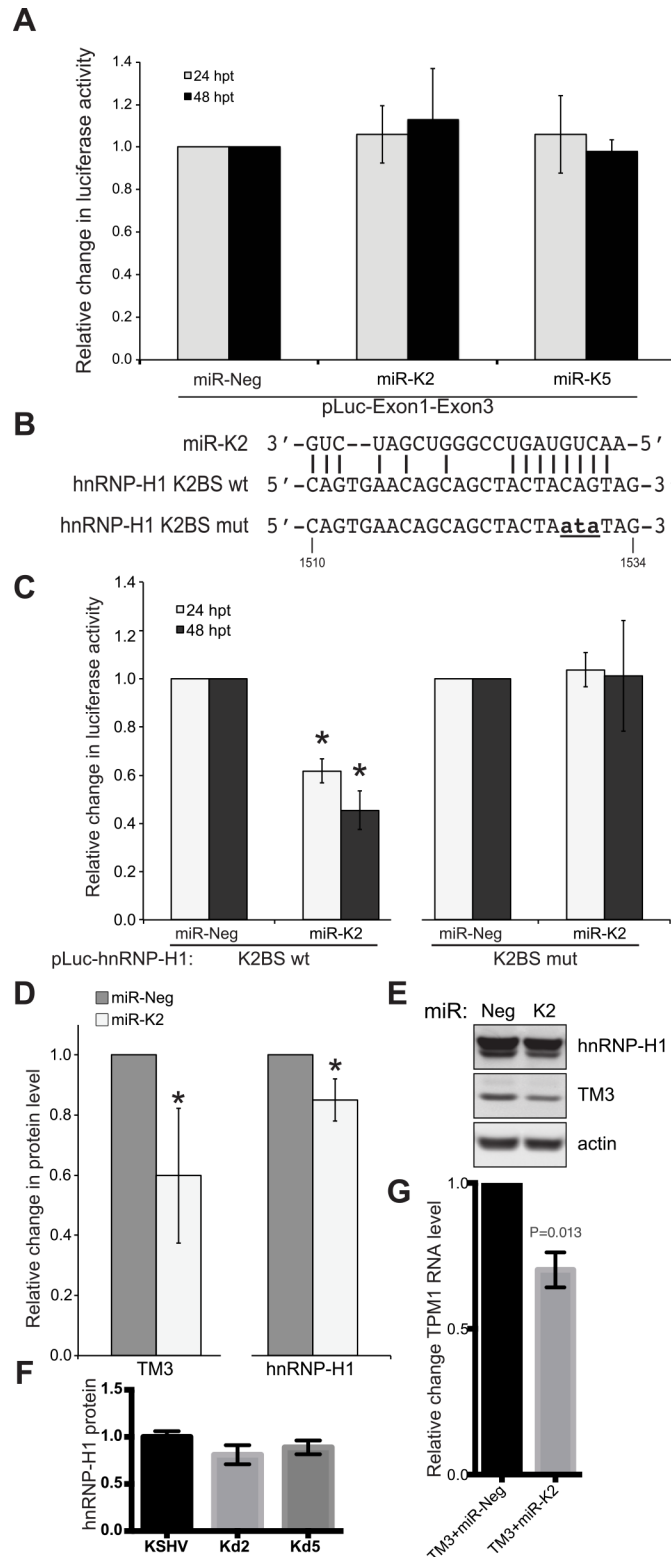 A
Relative change in luciferase activity
24 hpt
48 hpt
1.4
1.2
1.0
0.8
0.6
0.4
0.2
0.0
miR-Neg miR-K2 miR-K5
pLuc-Exon1-Exon3
B
miR-K2 3'-GUC--UAGCUGGGCCUGAUGUCAA-5'
hnRNP-H1 K2BS wt 5'-CAGTGAACAGCAGCTACTACAGTAG-3
hnRNP-H1 K2BS mut 5'-CAGTGAACAGCAGCTACTAataTAG-3
1510 1534
C
Relative change in luciferase activity
24 hpt
48 hpt
1.4
1.2
1.0
0.8
0.6
0.4
0.2
0.0
* *
miR-Neg miR-K2 miR-Neg miR-K2
pLuc-hnRNP-H1: K2BS wt K2BS mut
D
miR-Neg
miR-K2
Relative change in protein level
1.0
0.8
0.6
0.4
0.2
0.0
* *
TM3 hnRNP-H1
E
miR: Neg K2
hnRNP-H1
TM3
actin
F
hnRNP-H1 protein
1.5
1.0
0.5
0.0
KSHV Kd2 Kd5
G
Relative change TPM1 RNA level
1.0
0.5
0.0
P=0.013
TM3+miR-Neg TM3+miR-K2